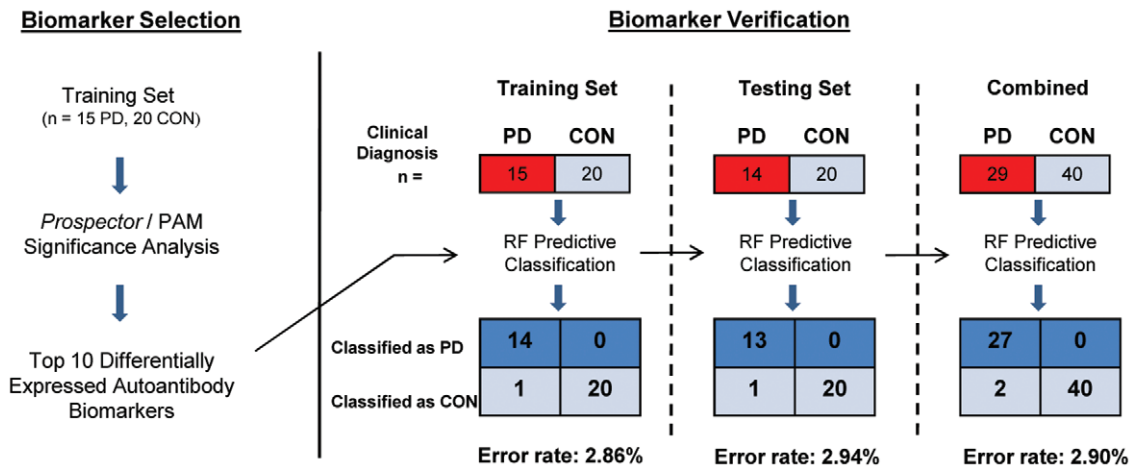 Biomarker Selection
Training Set
(n = 15 PD, 20 CON)
Prospector / PAM
Significance Analysis
Top 10 Differentially
Expressed Autoantibody
Biomarkers
Biomarker Verification
Training Set
Testing Set
Combined
Clinical
Diagnosis
n =
PD CON
15 20
PD CON
14 20
PD CON
29 40
RF Predictive
Classification
RF Predictive
Classification
RF Predictive
Classification
Classified as PD
14 0
13 0
27 0
Classified as CON
1 20
1 20
2 40
Error rate: 2.86%
Error rate: 2.94%
Error rate: 2.90%